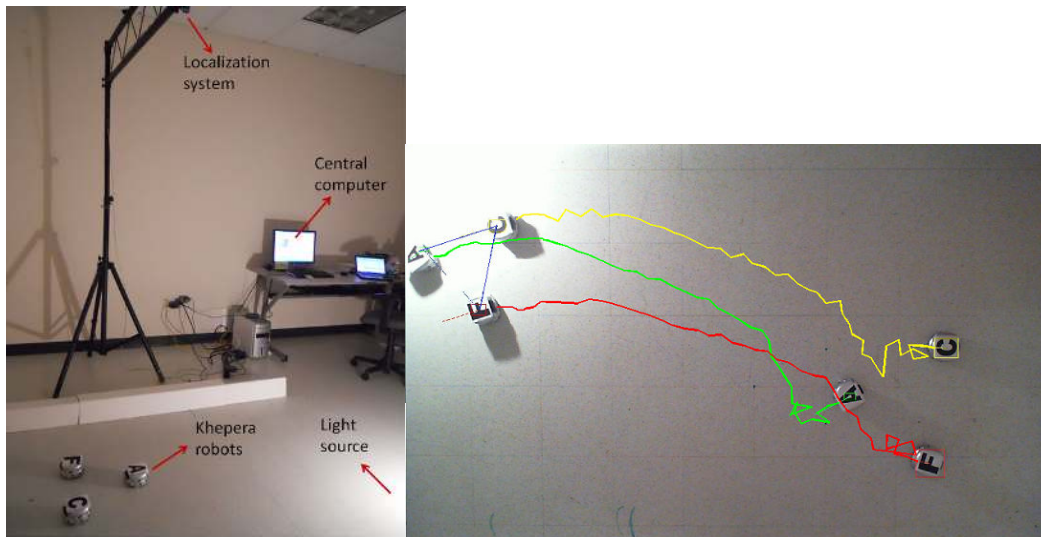 Localization
system
Central
computer
Khepera
robots
Light
source
F
A
C
A
C
A
F